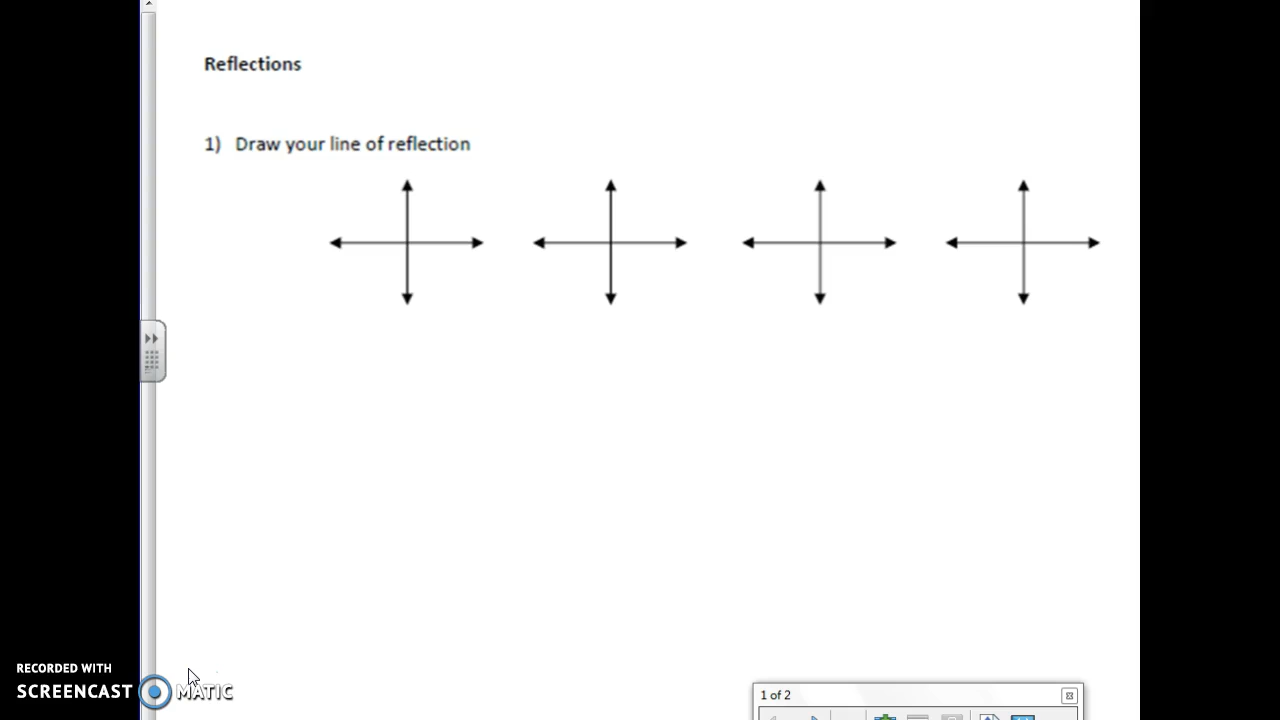 Reflections
1) Draw your line of reflection
RECORDED WITH
SCREENCAST MATIC
1 of 2